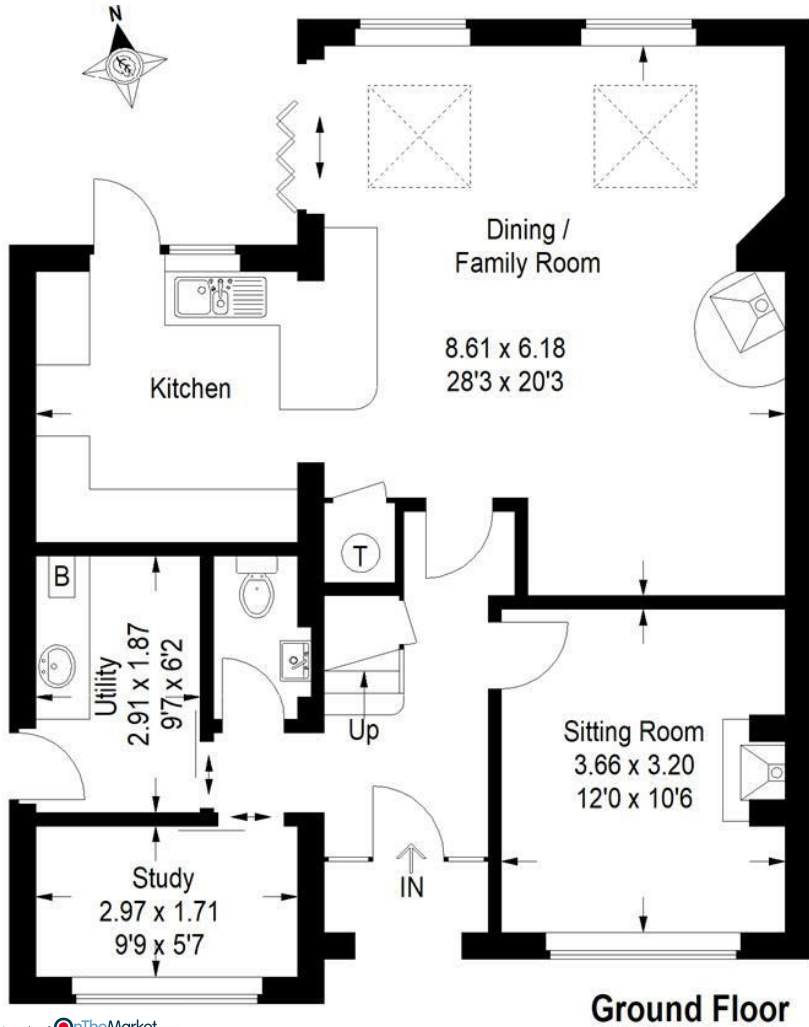 N
Dining /
Family Room
8.61 x 6.18
28'3 x 20'3
Kitchen
T
B
Utility
2.91 x 1.87
9'7 x 6'2
Up
Sitting Room
3.66 x 3.20
12'0 x 10'6
IN
Study
2.97 x 1.71
9'9 x 5'7
Ground Floor
OnTheMarket